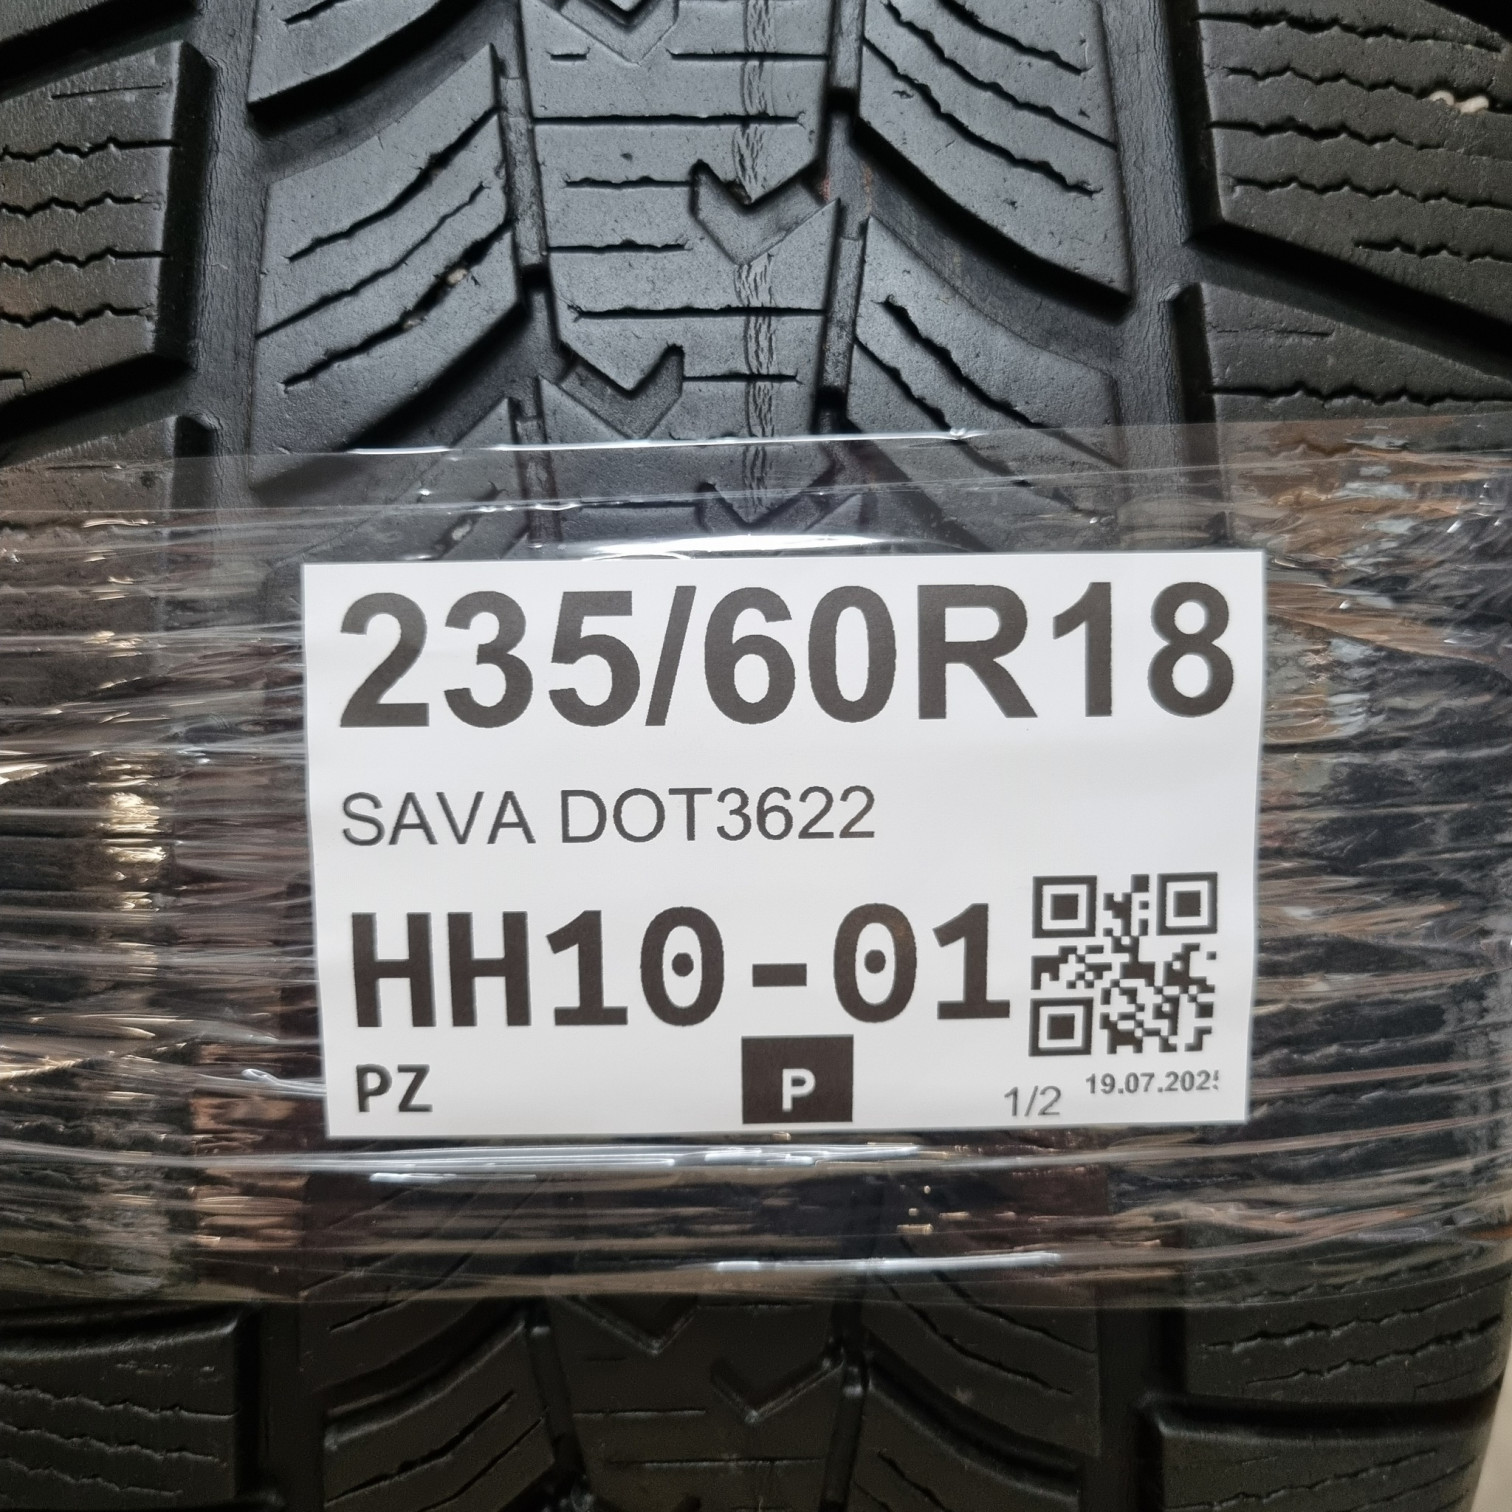 235/60R18
SAVA DOT3622
HH10-01
PZ
P
1/2
19.07.2025